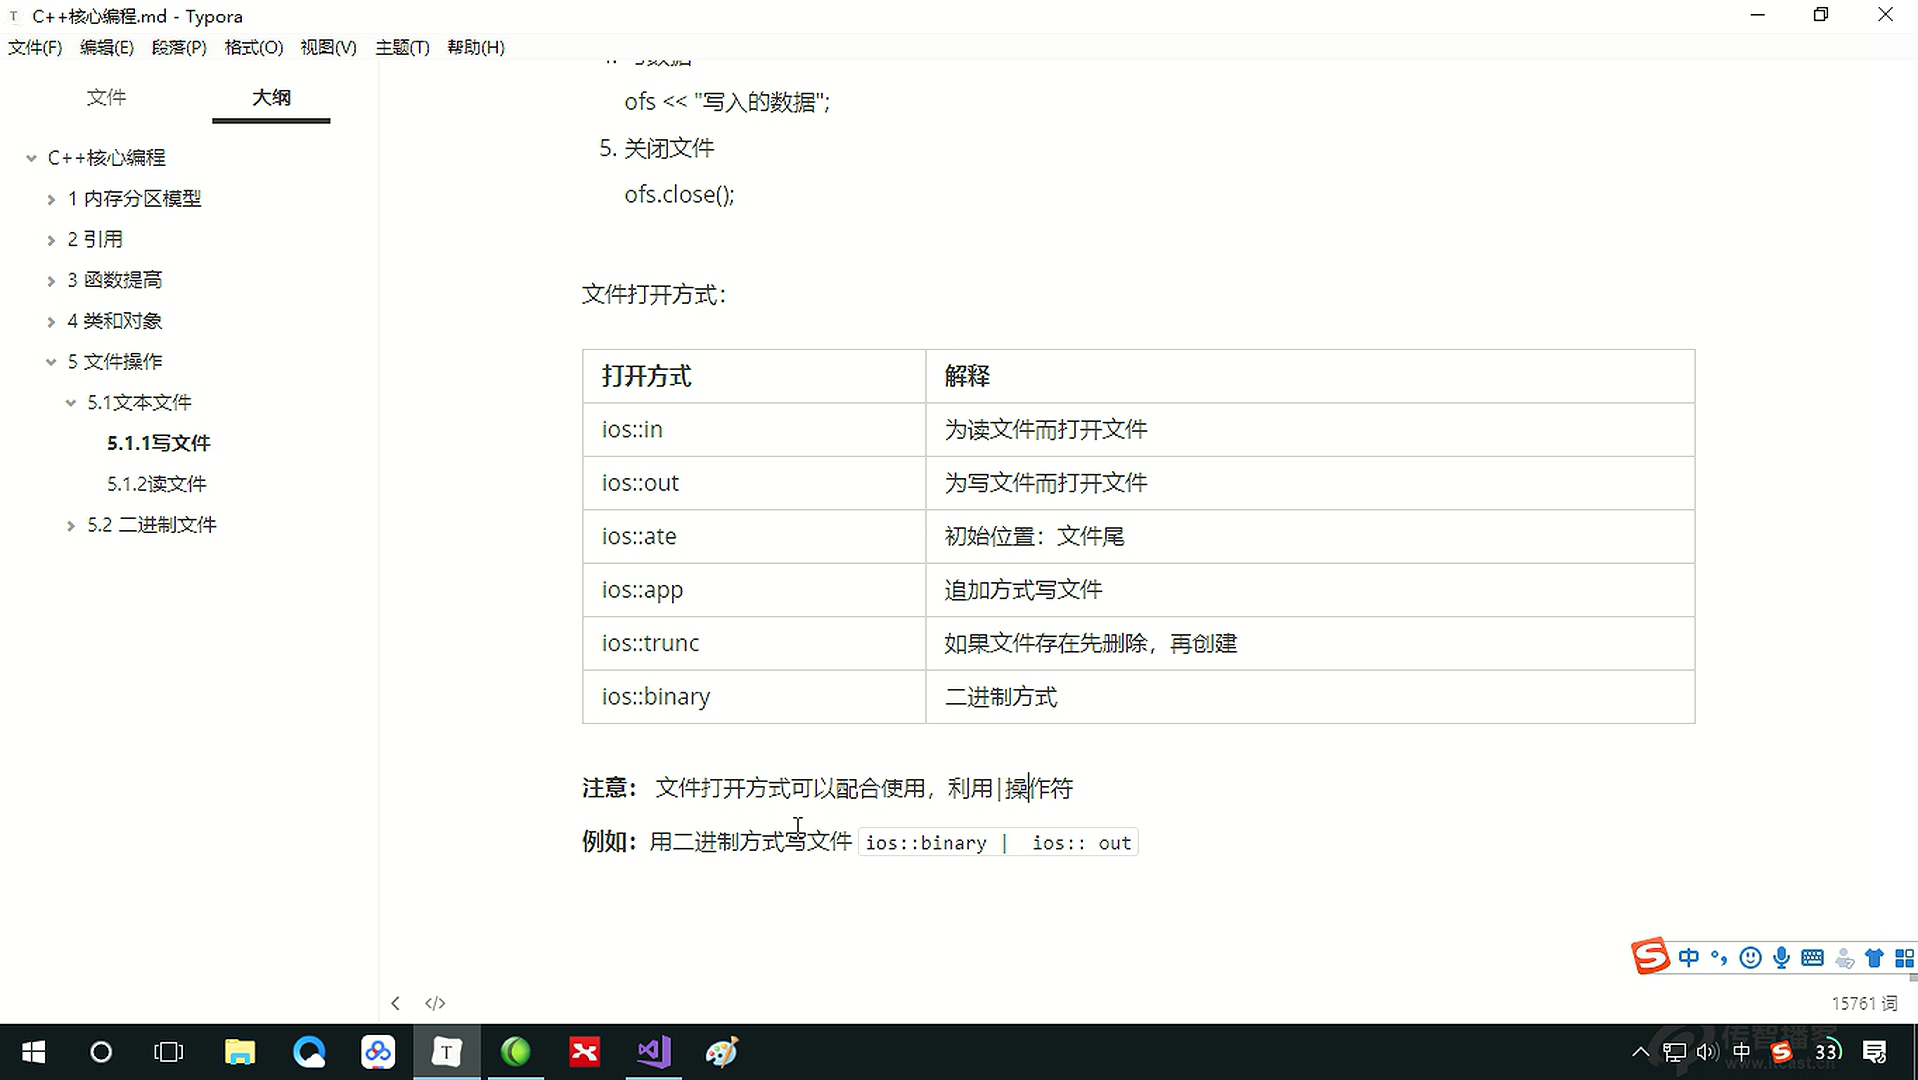 C++核心编程.md - Typora
文件(F) 编辑(E) 段落(P) 格式(O) 视图(V) 主题(T) 帮助(H)
文件 大纲
C++核心编程
1 内存分区模型
2 引用
3 函数提高
4 类和对象
5 文件操作
5.1文本文件
5.1.1写文件
5.1.2读文件
5.2 二进制文件
ofs << "写入的数据";
5. 关闭文件
ofs.close();
文件打开方式：
打开方式 解释
ios::in 为读文件而打开文件
ios::out 为写文件而打开文件
ios::ate 初始位置：文件尾
ios::app 追加方式写文件
ios::trunc 如果文件存在先删除，再创建
ios::binary 二进制方式
注意： 文件打开方式可以配合使用，利用|操作符
例如：用二进制方式写文件 ios::binary |  ios:: out
中
15761 词
中
33
传智播客
www.itcast.cn